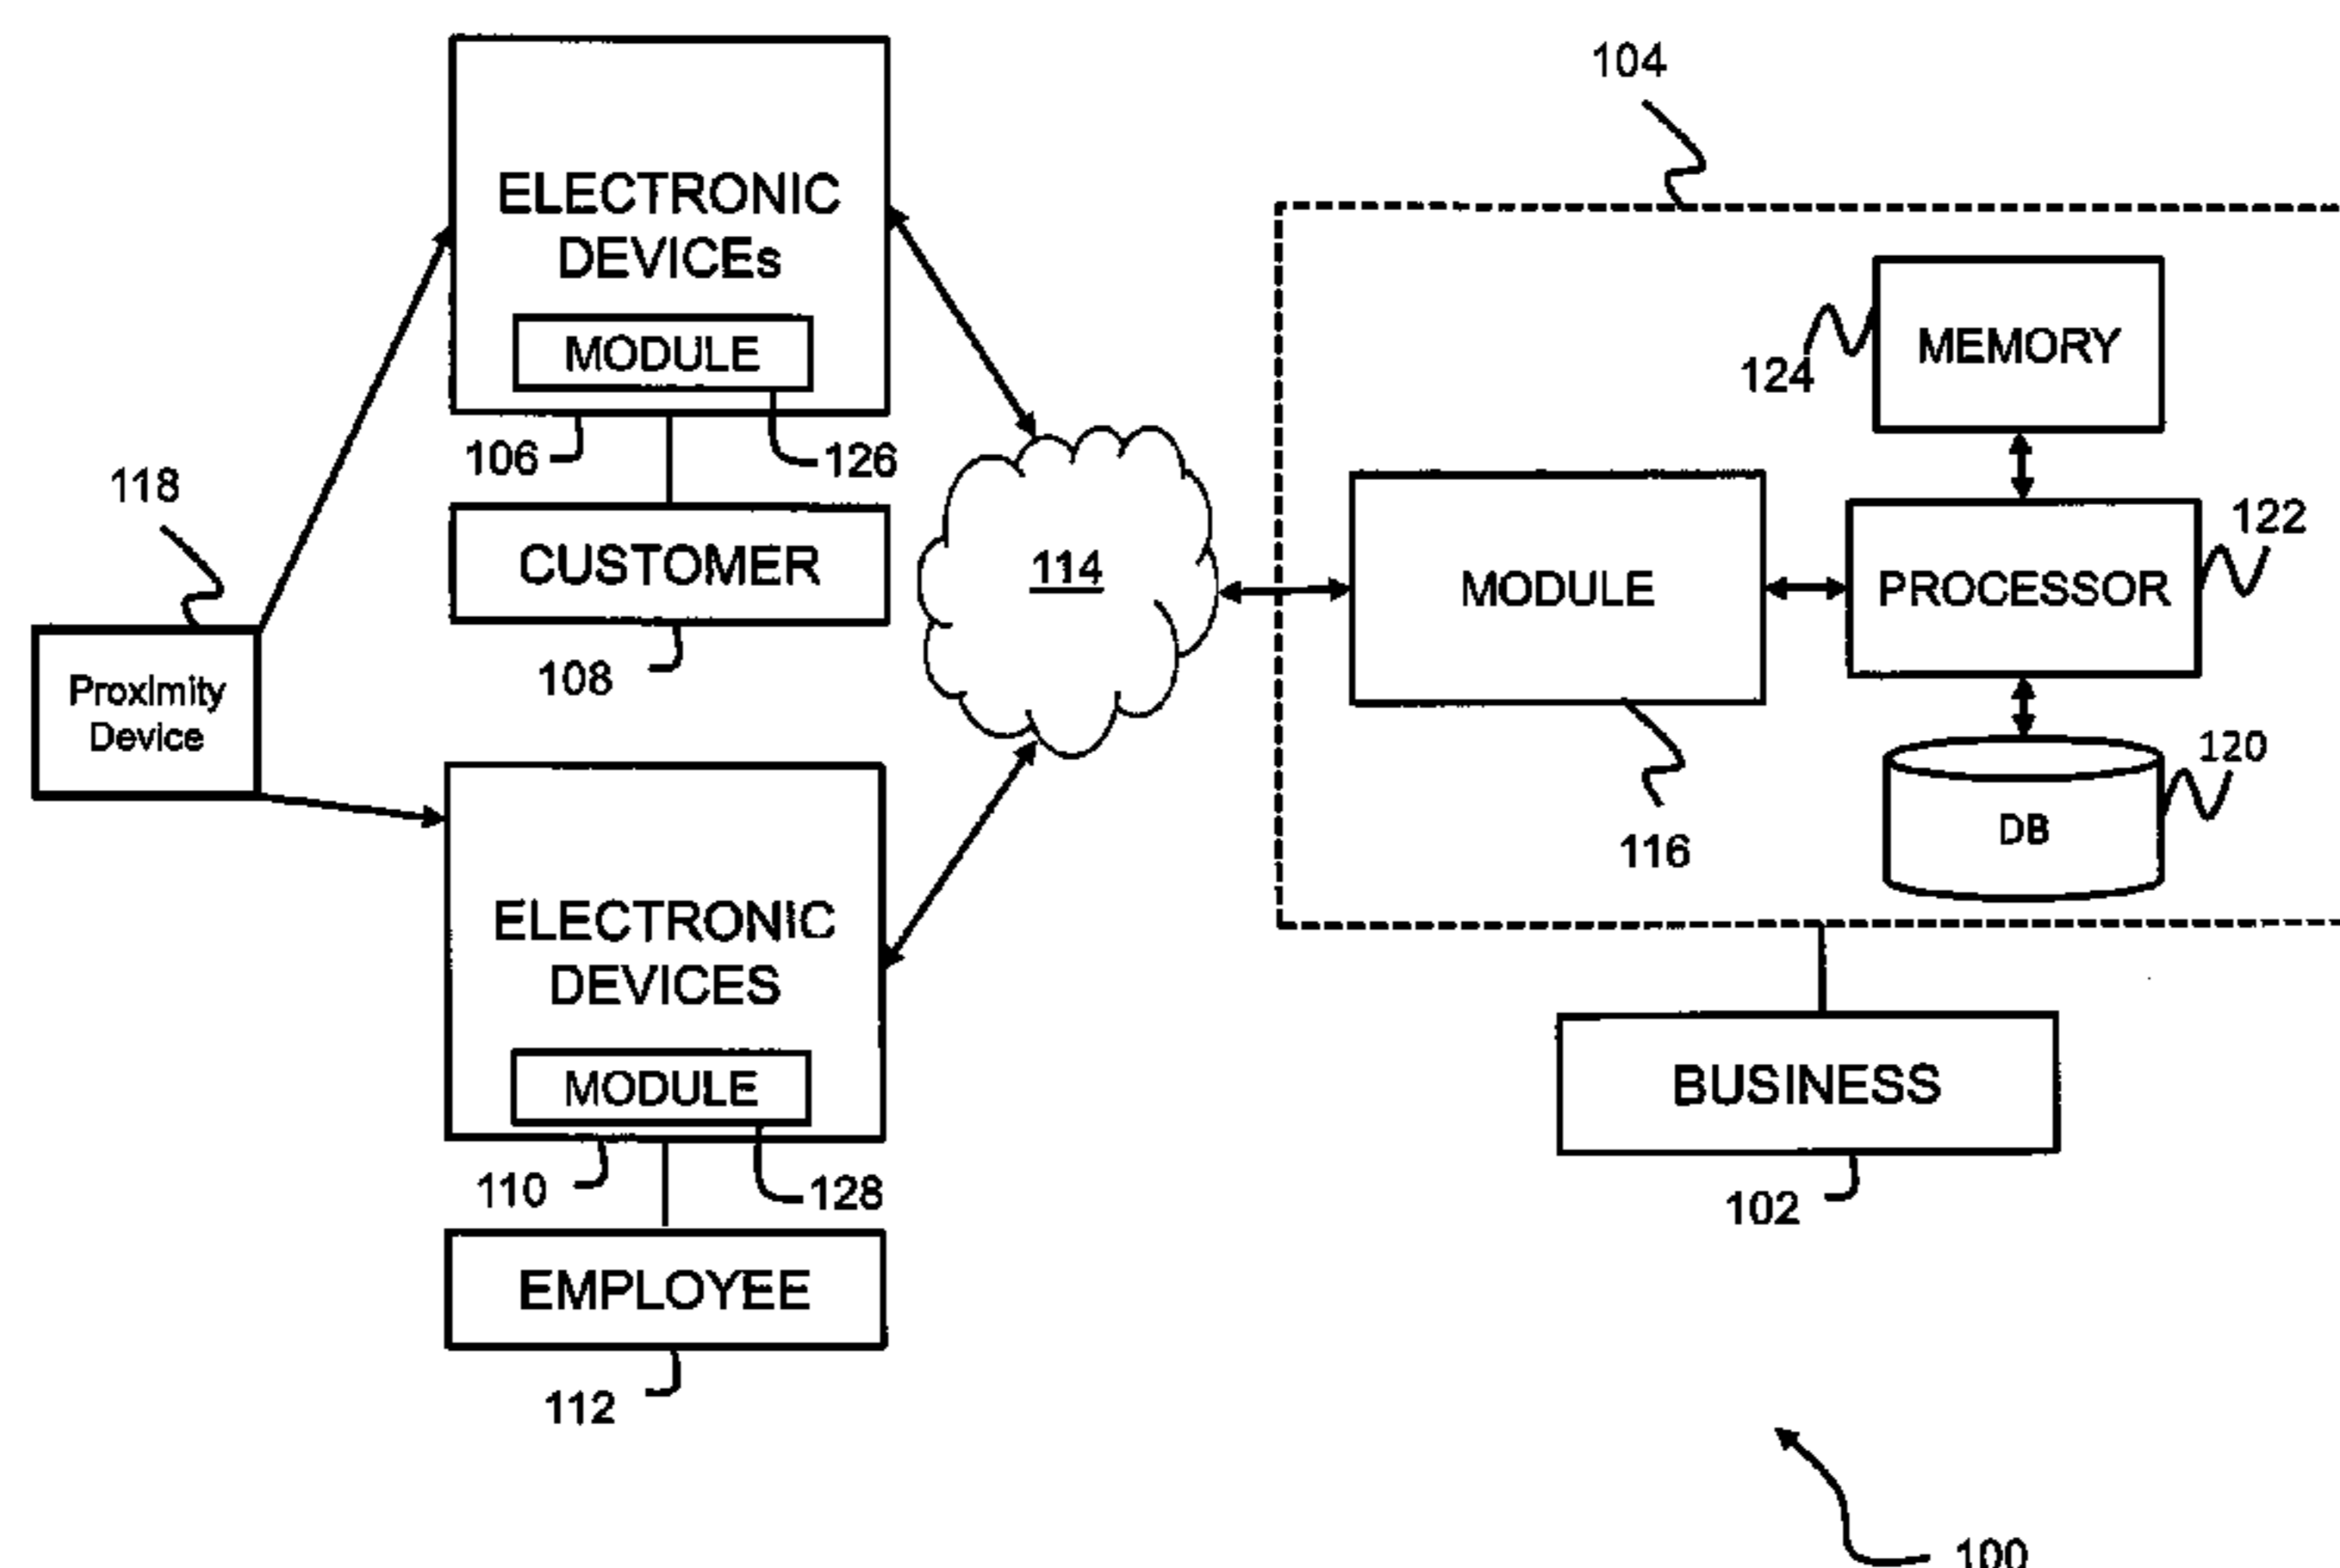 104
ELECTRONIC
DEVICEs
MODULE
106
126
CUSTOMER
108
118
Proximity
Device
114
MEMORY
124
MODULE
PROCESSOR
122
116
DB
120
ELECTRONIC
DEVICES
MODULE
110
128
EMPLOYEE
112
BUSINESS
102
100